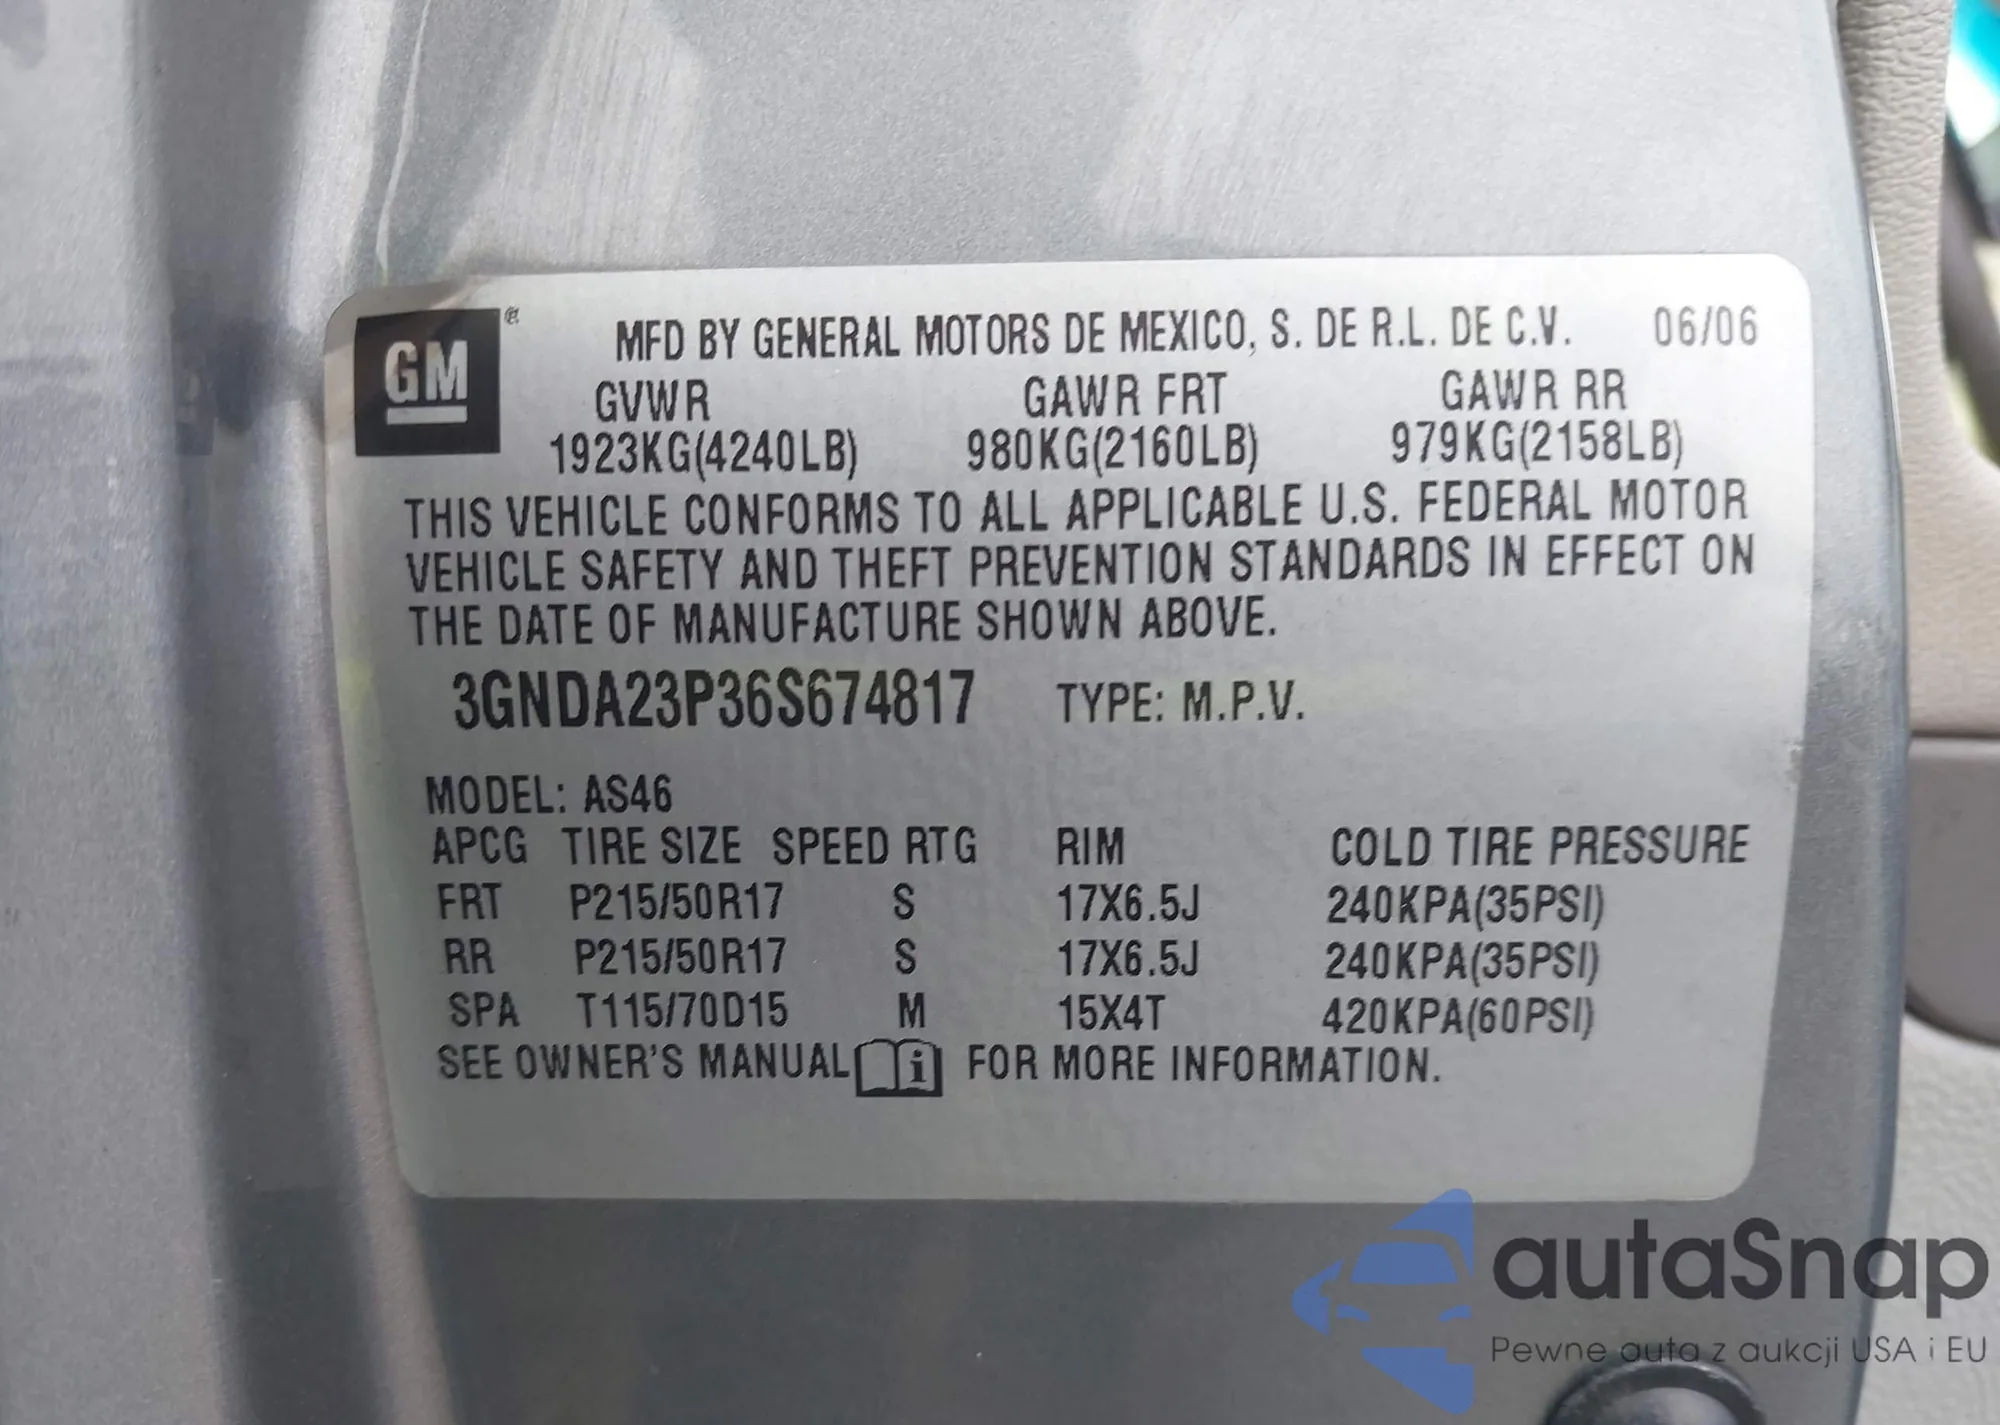 GM
MFD BY GENERAL MOTORS DE MEXICO, S. DE R.L. DE C.V. 06/06
GVWR GAWR FRT GAWR RR
1923KG(4240LB) 980KG(2160LB) 979KG(2158LB)
THIS VEHICLE CONFORMS TO ALL APPLICABLE U.S. FEDERAL MOTOR
VEHICLE SAFETY AND THEFT PREVENTION STANDARDS IN EFFECT ON
THE DATE OF MANUFACTURE SHOWN ABOVE.
3GNDA23P36S674817 TYPE: M.P.V.
MODEL: AS46
APCG TIRE SIZE SPEED RTG RIM COLD TIRE PRESSURE
FRT P215/50R17 S 17X6.5J 240KPA(35PSI)
RR P215/50R17 S 17X6.5J 240KPA(35PSI)
SPA T115/70D15 M 15X4T 420KPA(60PSI)
SEE OWNER'S MANUAL i FOR MORE INFORMATION.
autaSnap
Pewne auta z aukcji USA i EU